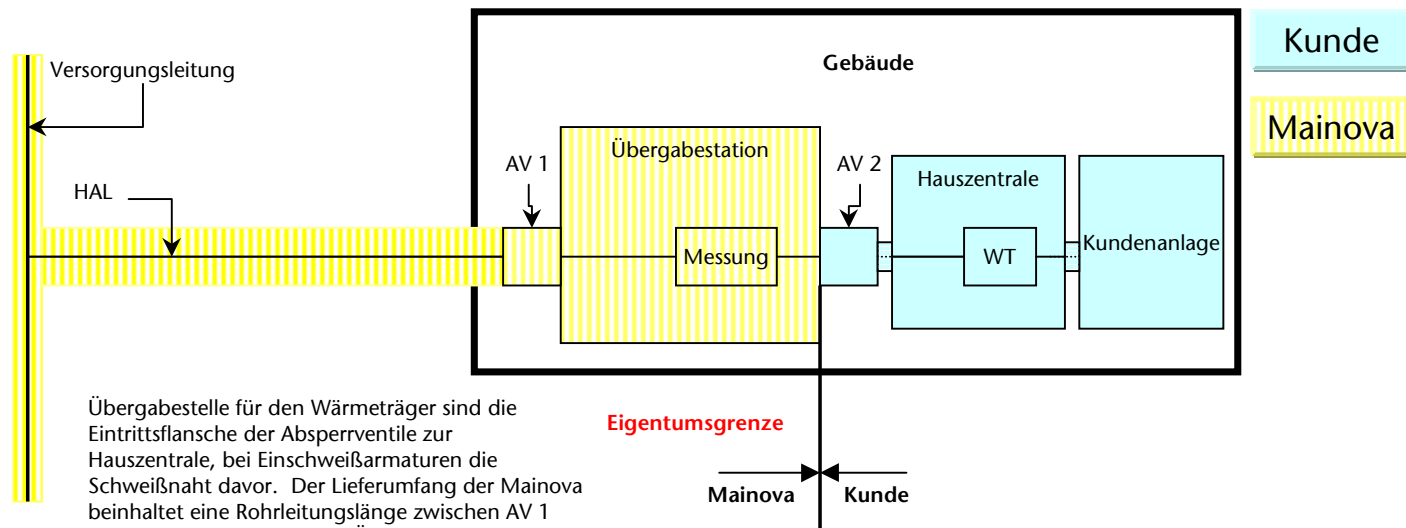 Kunde
Gebäude
Versorgungsleitung
Mainova
Übergabestation
AV 1
AV 2
Hauszentrale
HAL
Kundenanlage
Messung
WT
Übergabestelle für den Wärmeträger sind die
Eintrittsflansche der Absperrventile zur
Hauszentrale, bei Einschweißarmaturen die
Schweißnaht davor. Der Lieferumfang der Mainova
beinhaltet eine Rohrleitungslänge zwischen AV 1
Eigentumsgrenze
Mainova
Kunde